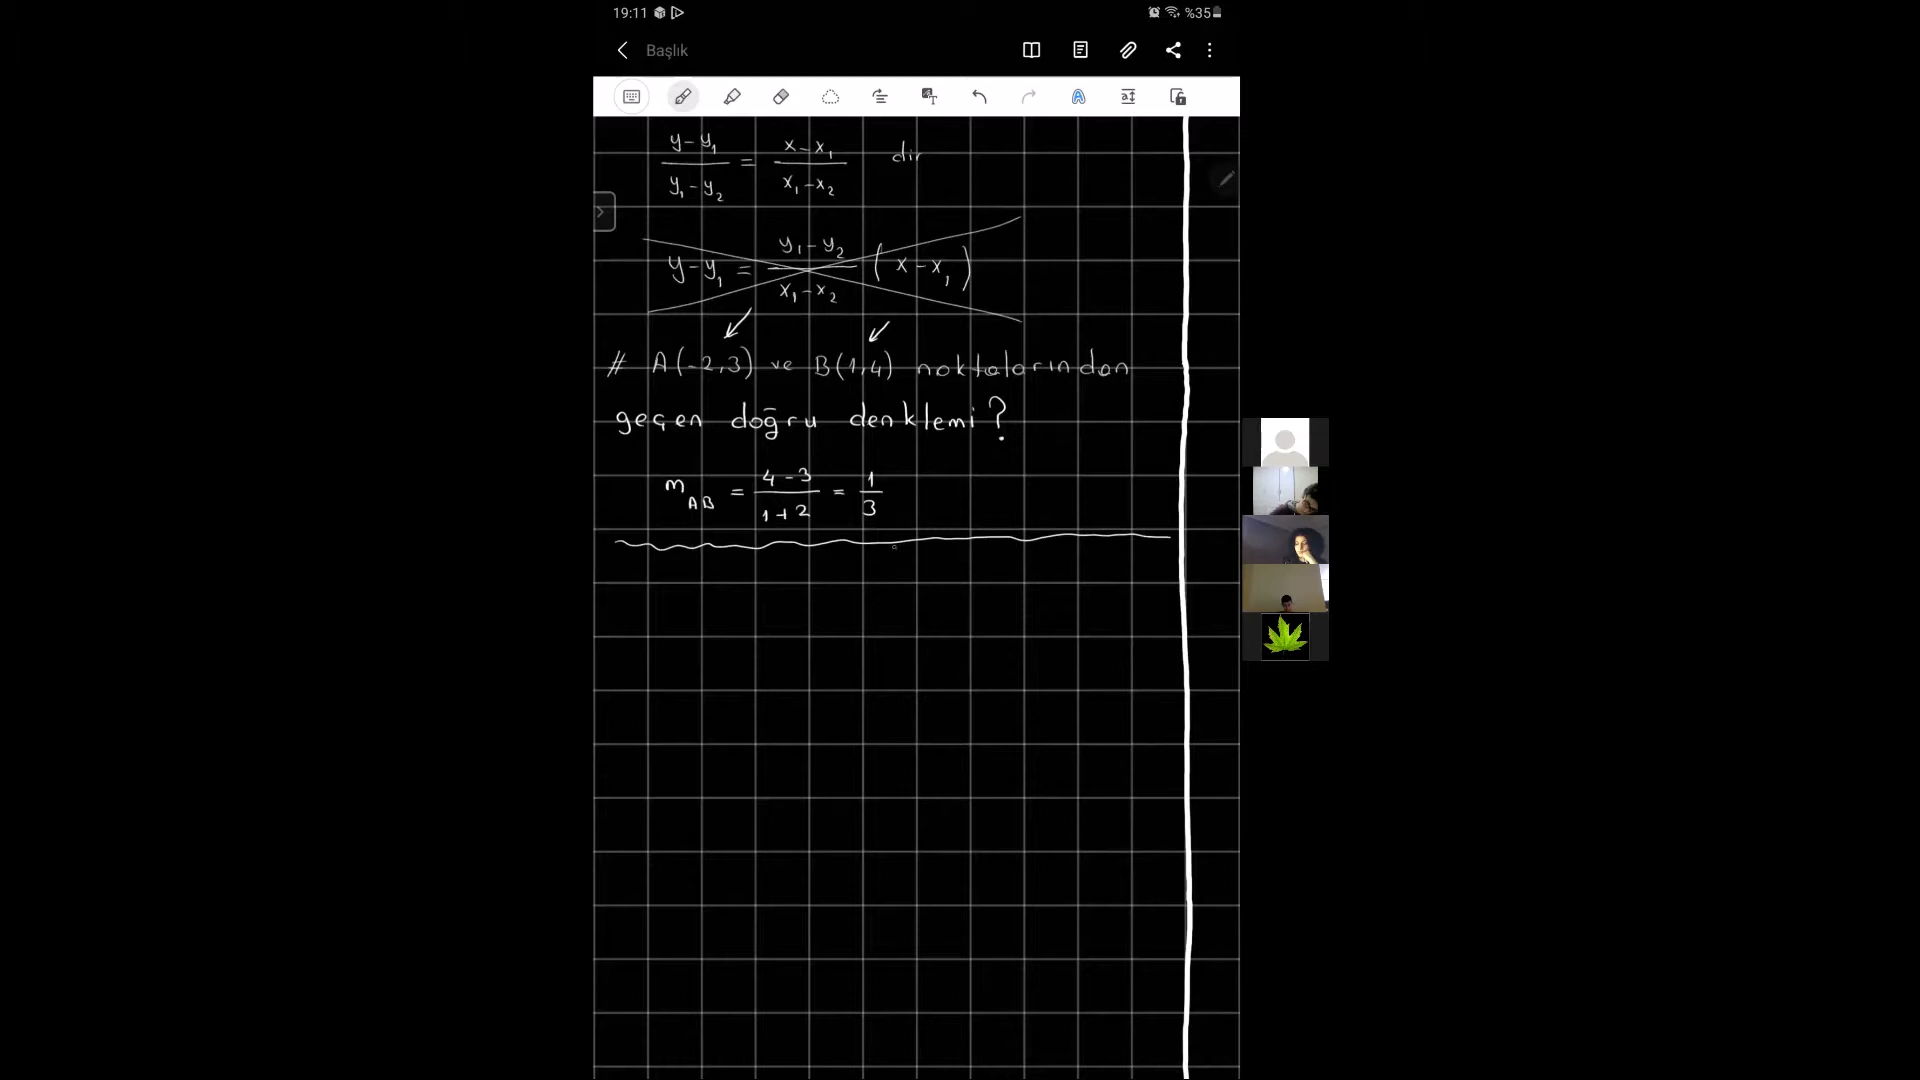 19:11 %35
Başlık
y-y₁/y₁-y₂ = x-x₁/x₁-x₂ dir
y-y₁ = y₁-y₂/x₁-x₂ (x-x₁)
# A(-2,3) ve B(1,4) noktalarından
geçen doğru denklemi?
m_AB = 4-3/1+2 = 1/3